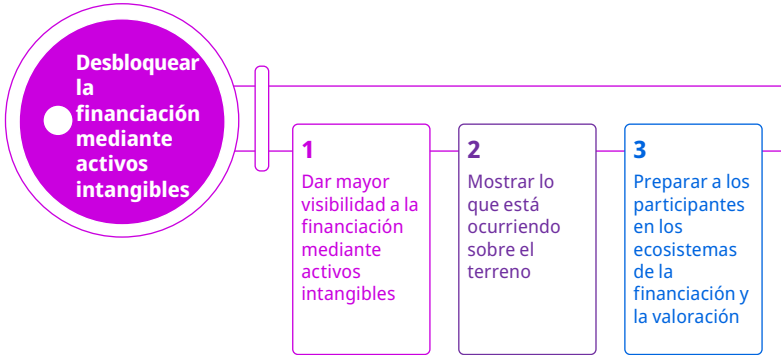 Desbloquear
la
financiación
mediante
activos
intangibles
1
Dar mayor
visibilidad a la
financiación
mediante
activos
intangibles
2
Mostrar lo
que está
ocurriendo
sobre el
terreno
3
Preparar a los
participantes
en los
ecosistemas
de la
financiación y
la valoración